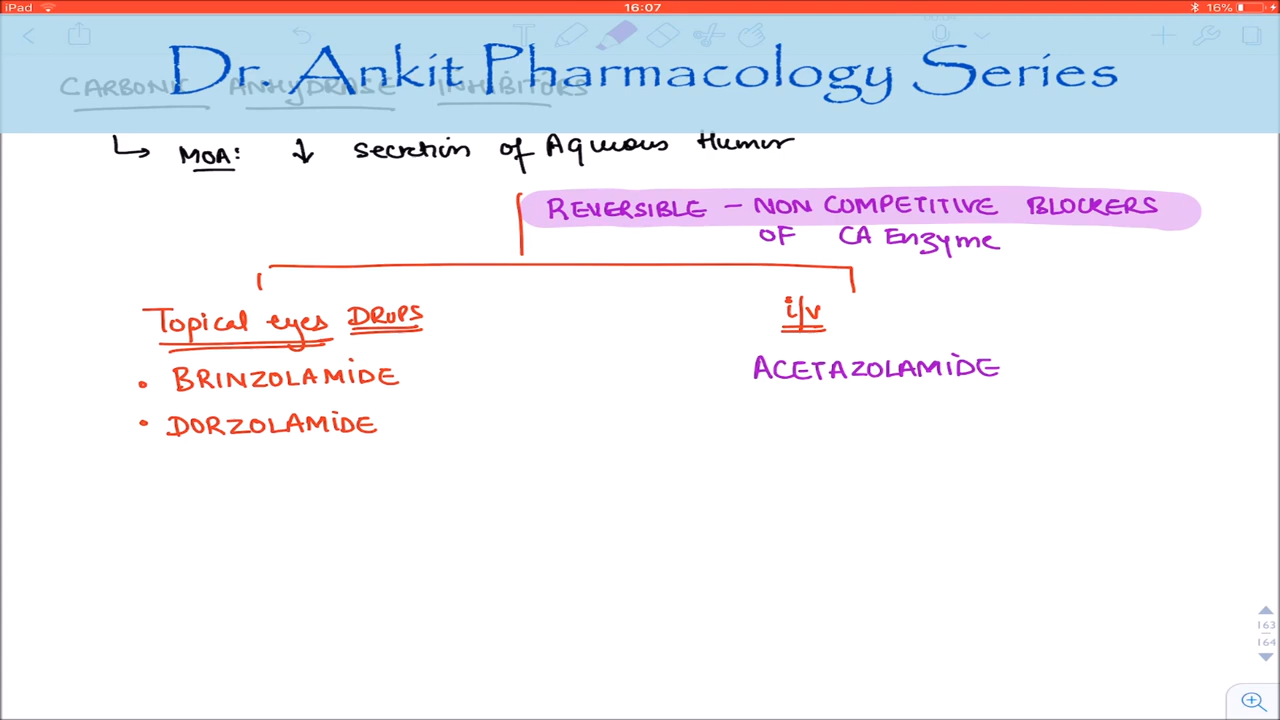 iPad 16:07 16%
Dr. Ankit Pharmacology Series
CARBONIC ANHYDRASE INHIBITORS
MOA: ↓ secretion of Aqueous Humor
REVERSIBLE - NON COMPETITIVE BLOCKERS
OF CA Enzyme
Topical eyes DROPS
i/v
• BRINZOLAMIDE
ACETAZOLAMIDE
• DORZOLAMIDE
163
164